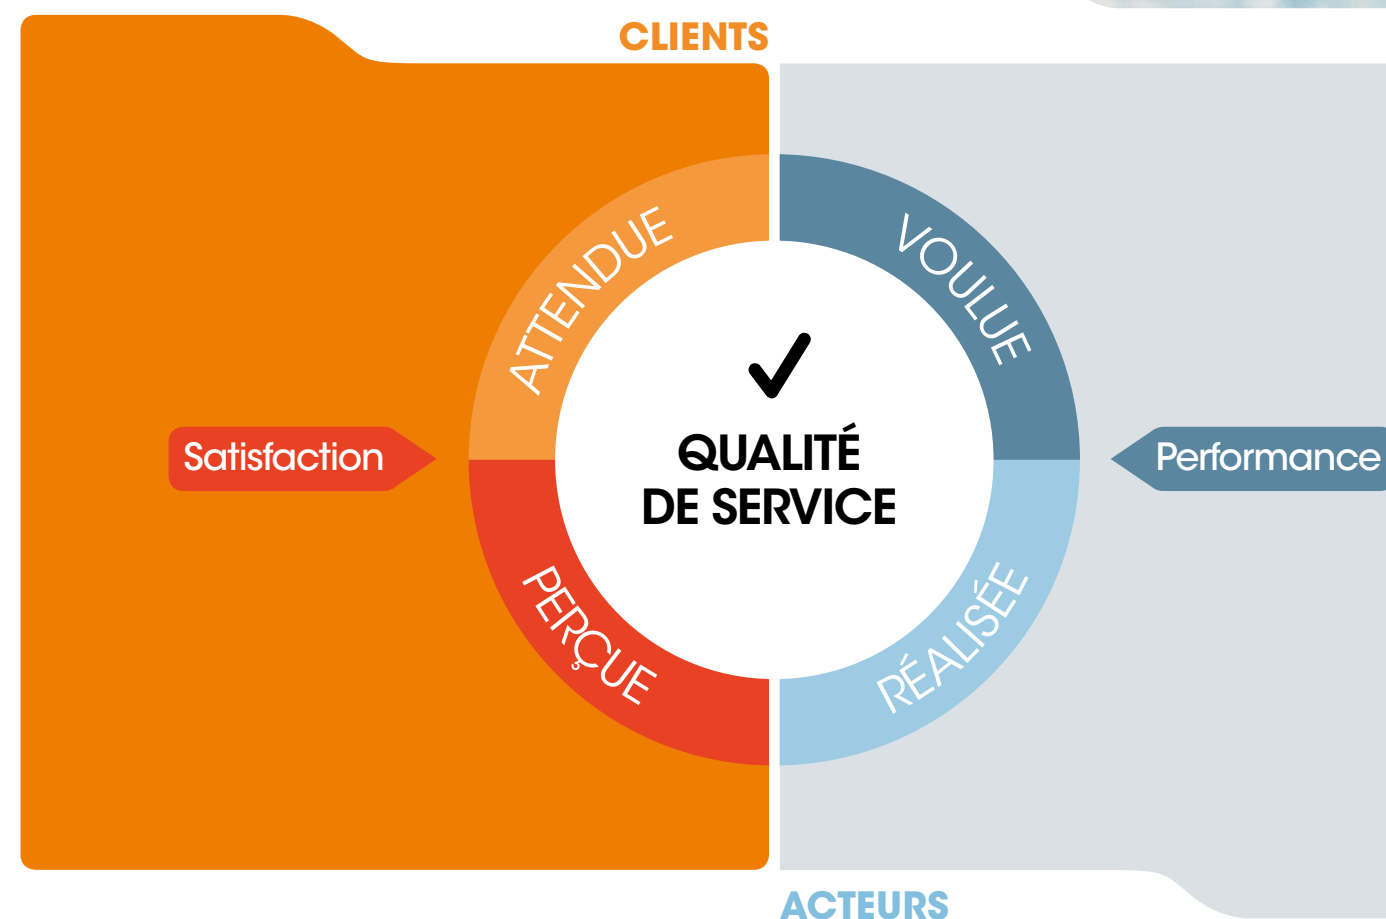 CLIENTS
ATTENDUE
VOULUE
Satisfaction
QUALITÉ
DE SERVICE
Performance
PERÇUE
RÉALISÉE
ACTEURS